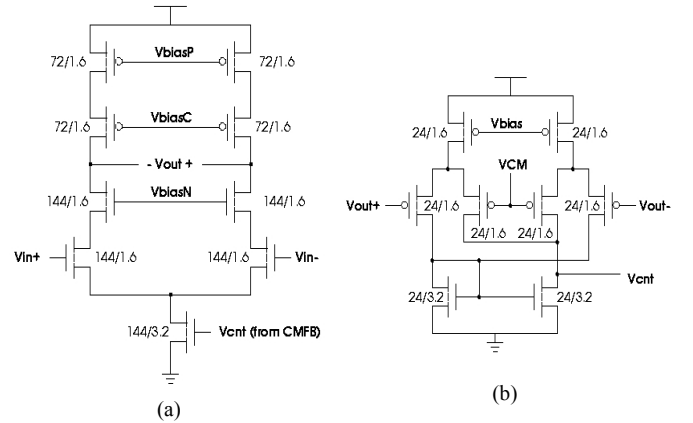 VbiasP
72/1.6 72/1.6
VbiasC
72/1.6 72/1.6
- Vout +
VbiasN
144/1.6 144/1.6
Vin+ 144/1.6 144/1.6 Vin-
144/3.2 Vcnt (from CMFB)
(a)
Vbias
24/1.6 24/1.6
VCM
Vout+ 24/1.6 24/1.6 Vout-
24/1.6 24/1.6
Vcnt
24/3.2 24/3.2
(b)